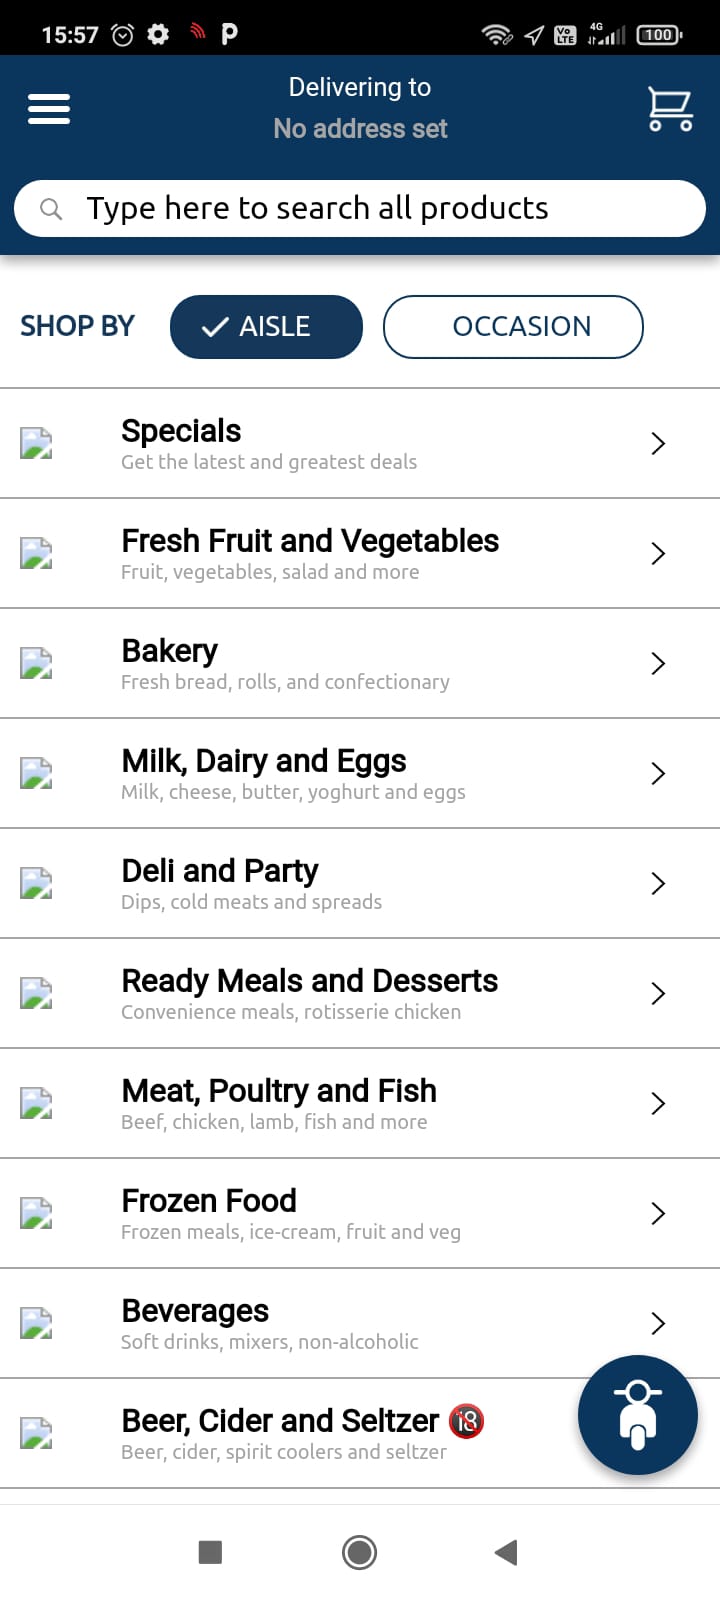 15:57
Vo LTE 4G 100
Delivering to
No address set
Type here to search all products
SHOP BY AISLE OCCASION
Specials
Get the latest and greatest deals
Fresh Fruit and Vegetables
Fruit, vegetables, salad and more
Bakery
Fresh bread, rolls, and confectionary
Milk, Dairy and Eggs
Milk, cheese, butter, yoghurt and eggs
Deli and Party
Dips, cold meats and spreads
Ready Meals and Desserts
Convenience meals, rotisserie chicken
Meat, Poultry and Fish
Beef, chicken, lamb, fish and more
Frozen Food
Frozen meals, ice-cream, fruit and veg
Beverages
Soft drinks, mixers, non-alcoholic
Beer, Cider and Seltzer 🔞
Beer, cider, spirit coolers and seltzer